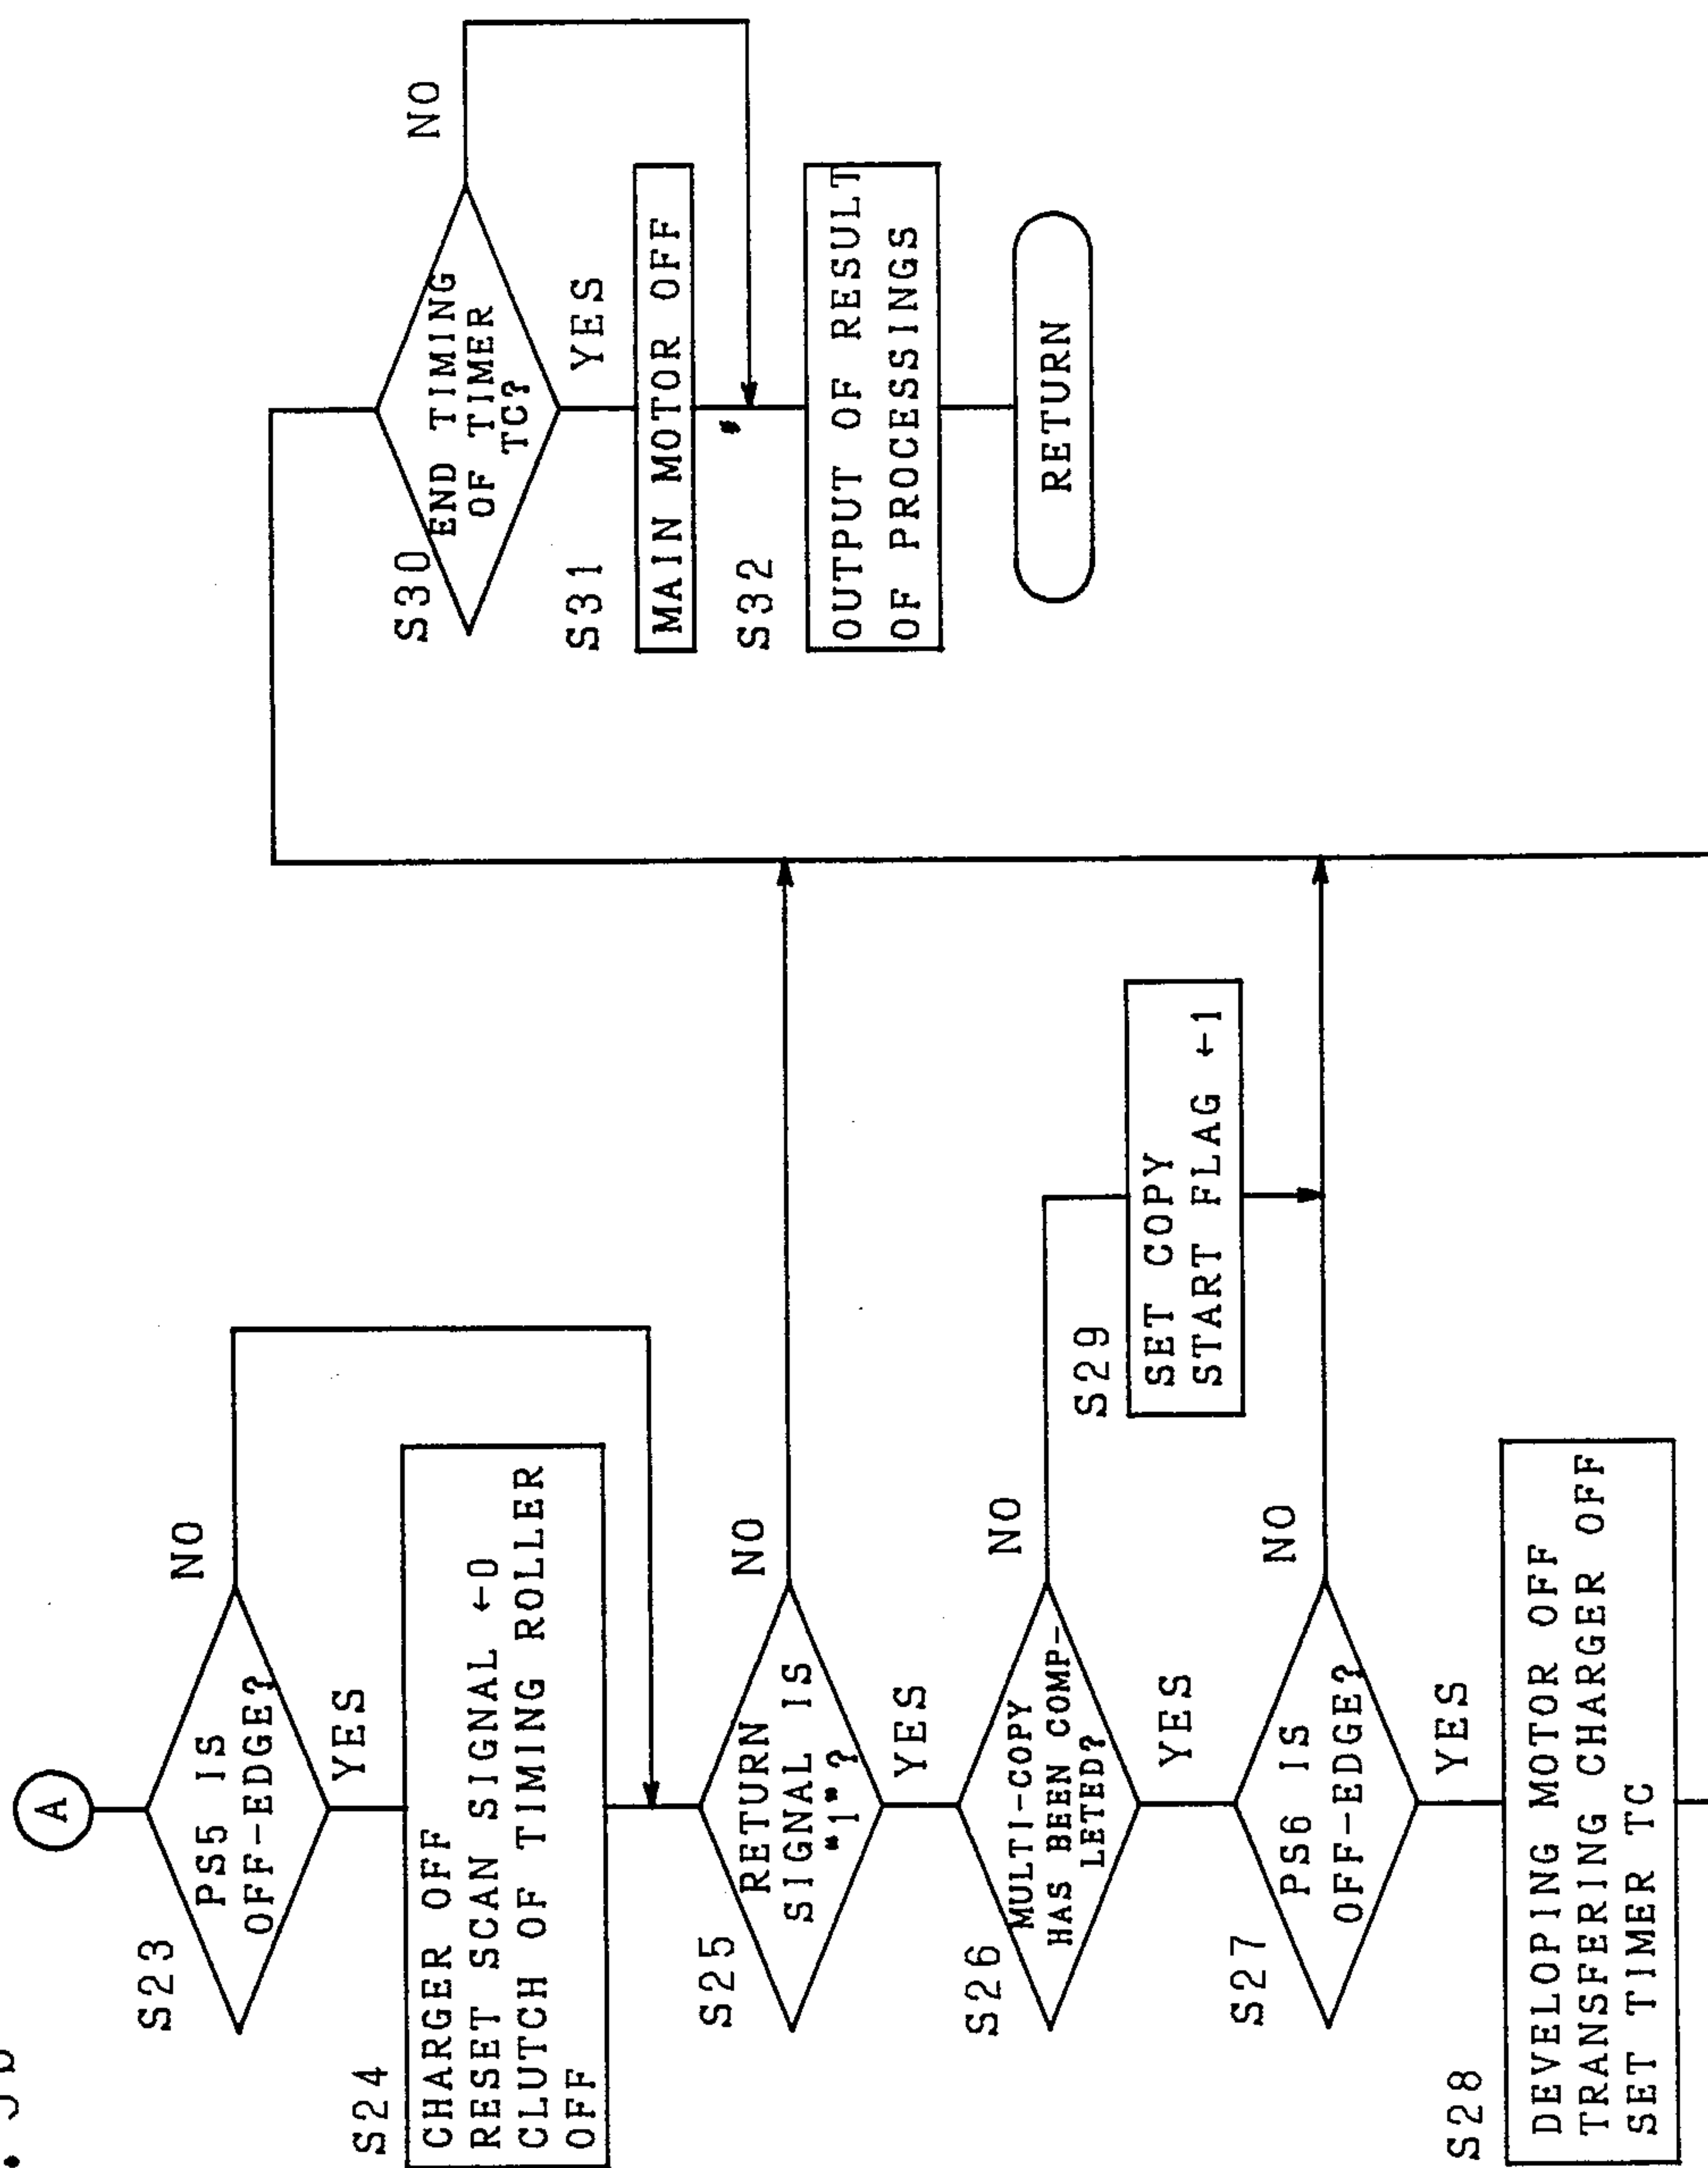 A
S23
PS5 IS
OFF-EDGE?
NO
YES
S24
CHARGER OFF
RESET SCAN SIGNAL ←0
CLUTCH OF TIMING ROLLER
OFF
S25
RETURN
SIGNAL IS
"1"?
NO
YES
S26
MULTI-COPY
HAS BEEN COMP-
LETED?
NO
YES
S29
SET COPY
START FLAG ←1
S27
PS6 IS
OFF-EDGE?
NO
YES
S28
DEVELOPING MOTOR OFF
TRANSFERING CHARGER OFF
SET TIMER TC
S30
END TIMING
OF TIMER
TC?
NO
YES
S31
MAIN MOTOR OFF
S32
OUTPUT OF RESULT
OF PROCESSINGS
RETURN